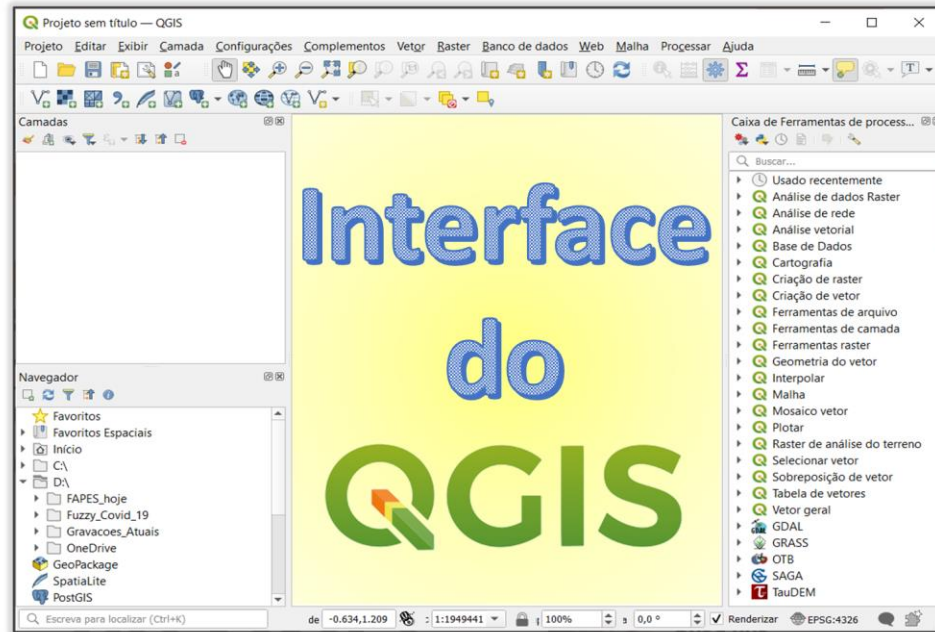 Projeto sem título — QGIS
Projeto Editar Exibir Camada Configurações Complementos Vetor Raster Banco de dados Web Malha Processar Ajuda
Camadas
Interface
do
QGIS
Navegador
Favoritos
Favoritos Espaciais
Início
C:\
D:\
FAPES_hoje
Fuzzy_Covid_19
Gravacoes_Atuais
OneDrive
GeoPackage
SpatiaLite
PostGIS
Caixa de Ferramentas de process...
Buscar...
Usado recentemente
Análise de dados Raster
Análise de rede
Análise vetorial
Base de Dados
Cartografia
Criação de raster
Criação de vetor
Ferramentas de arquivo
Ferramentas de camada
Ferramentas raster
Geometria do vetor
Interpolar
Malha
Mosaico vetor
Plotar
Raster de análise do terreno
Selecionar vetor
Sobreposição de vetor
Tabela de vetores
Vetor geral
GDAL
GRASS
OTB
SAGA
TauDEM
Escreva para localizar (Ctrl+K) de -0.634,1.209 : 1:1949441 100% 0,0 ° Renderizar EPSG:4326